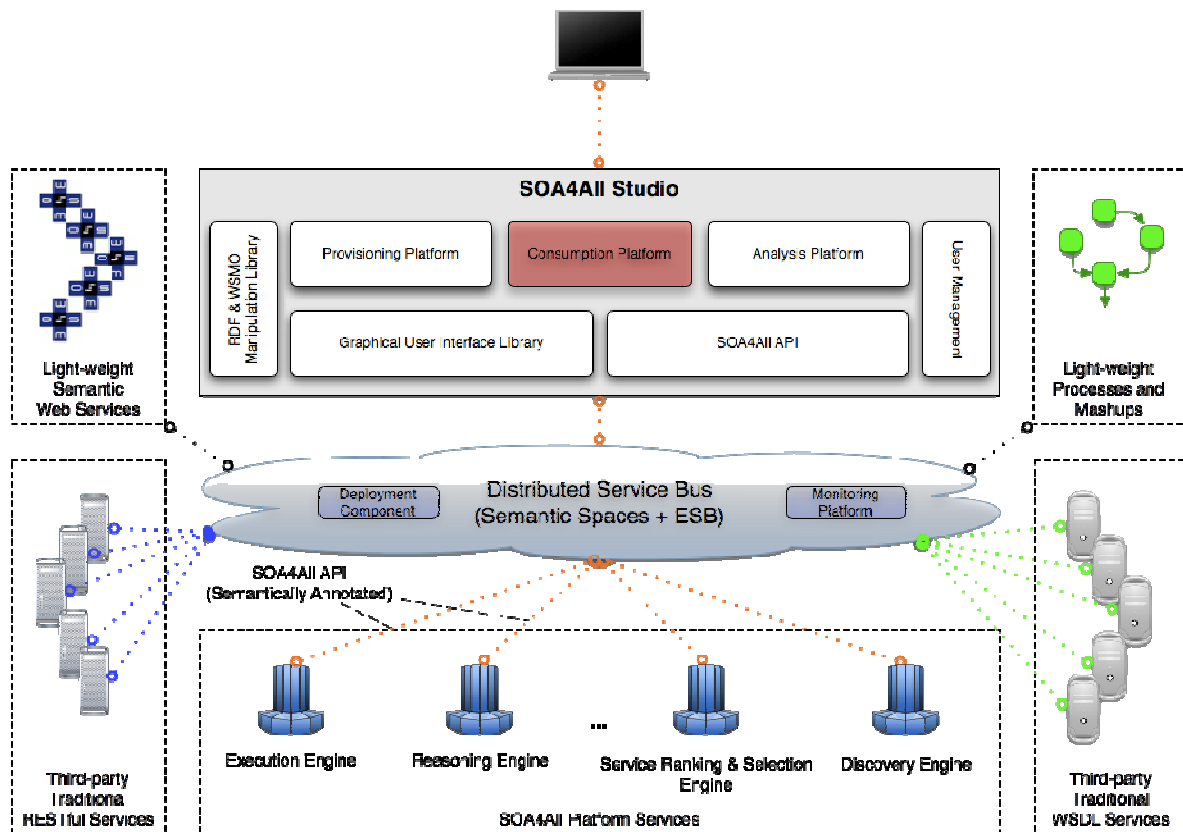 SOA4All Studio
RDF & WSMO
Manipulation Library
Provisioning Platform
Consumption Platform
Analysis Platform
User Management
Graphical User Interface Library
SOA4All API
Light-weight
Semantic
Web Services
Light-weight
Processes and
Mashups
Deployment
Component
Distributed Service Bus
(Semantic Spaces + ESB)
Monitoring
Platform
SOA4All API
(Semantically Annotated)
...
Execution Engine
Reasoning Engine
Service Ranking & Selection
Engine
Discovery Engine
SOA4All Platform Services
Third-party
Traditional
RESTful Services
Third-party
Traditional
WSDL Services